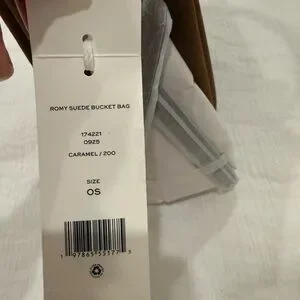 ROMY SUEDE BUCKET BAG
174221
0925
CARAMEL / 200
SIZE
OS